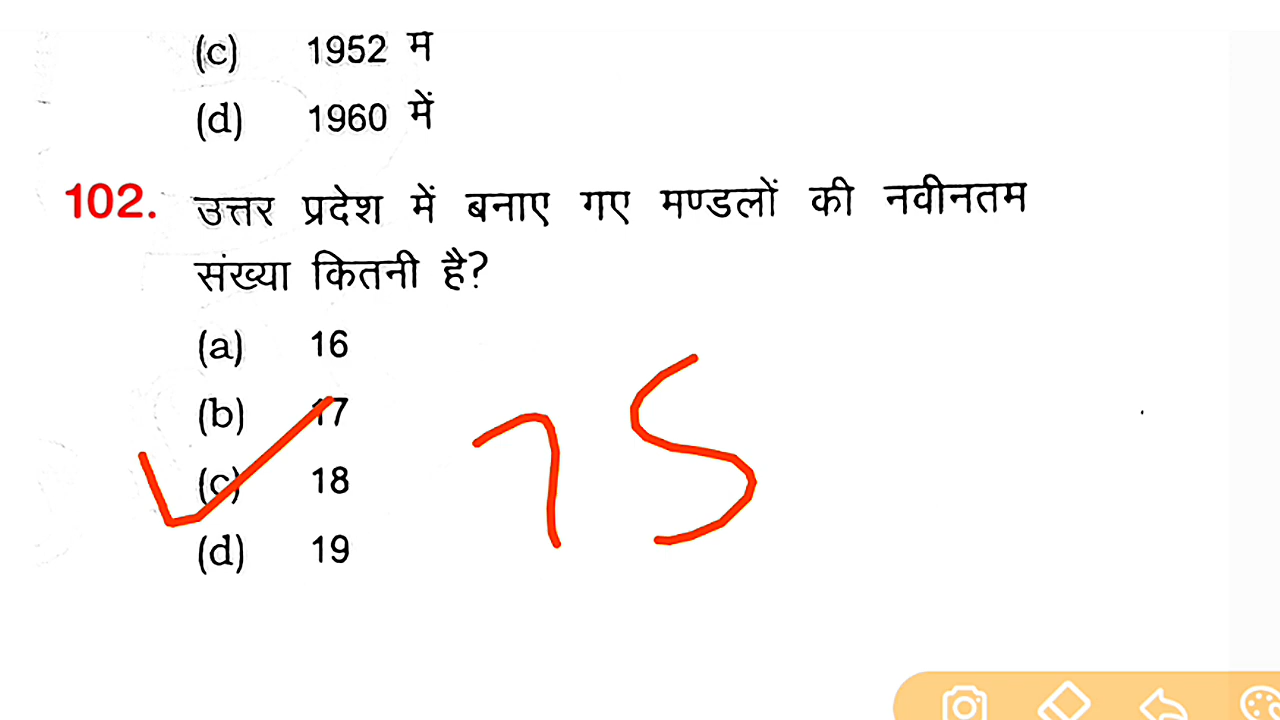 (c) 1952 म
(d) 1960 में
102. उत्तर प्रदेश में बनाए गए मण्डलों की नवीनतम
संख्या कितनी है?
(a) 16
(b) 17
(c) 18
(d) 19
75